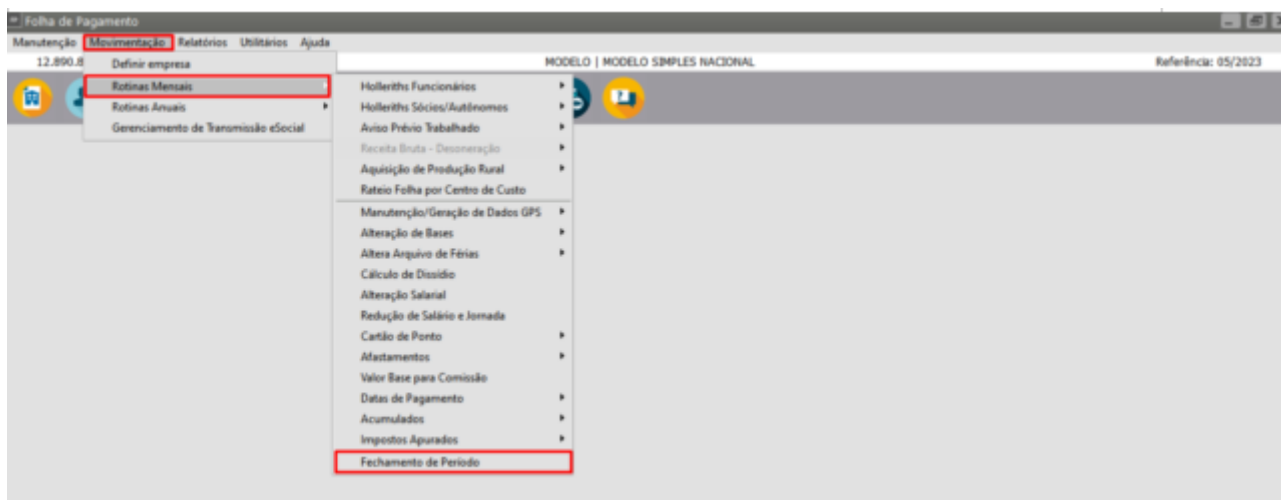 Folha de Pagamento
Manutenção Movimentação Relatórios Utilitários Ajuda
12.890.8 MODELO | MODELO SIMPLES NACIONAL Referência: 05/2023
Definir empresa
Rotinas Mensais
Rotinas Anuais
Gerenciamento de Transmissão eSocial
Holleriths Funcionários
Holleriths Sócios/Autônomos
Aviso Prévio Trabalhado
Receita Bruta - Desoneração
Aquisição de Produção Rural
Rateio Folha por Centro de Custo
Manutenção/Geração de Dados GPS
Alteração de Bases
Altera Arquivo de Férias
Cálculo de Dissídio
Alteração Salarial
Redução de Salário e Jornada
Cartão de Ponto
Afastamentos
Valor Base para Comissão
Datas de Pagamento
Acumulados
Impostos Apurados
Fechamento de Período